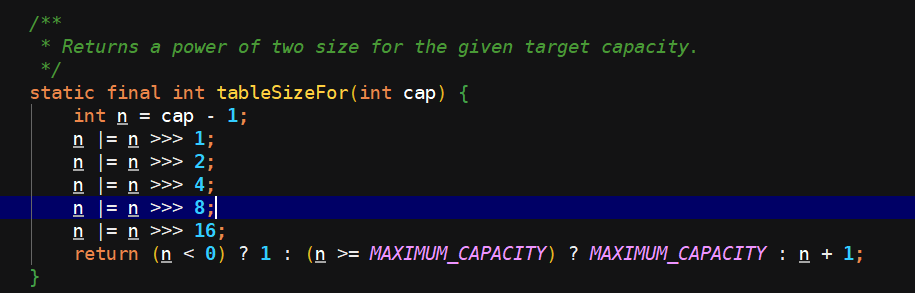 /**
 * Returns a power of two size for the given target capacity.
 */
static final int tableSizeFor(int cap) {
    int n = cap - 1;
    n |= n >>> 1;
    n |= n >>> 2;
    n |= n >>> 4;
    n |= n >>> 8;
    n |= n >>> 16;
    return (n < 0) ? 1 : (n >= MAXIMUM_CAPACITY) ? MAXIMUM_CAPACITY : n + 1;
}